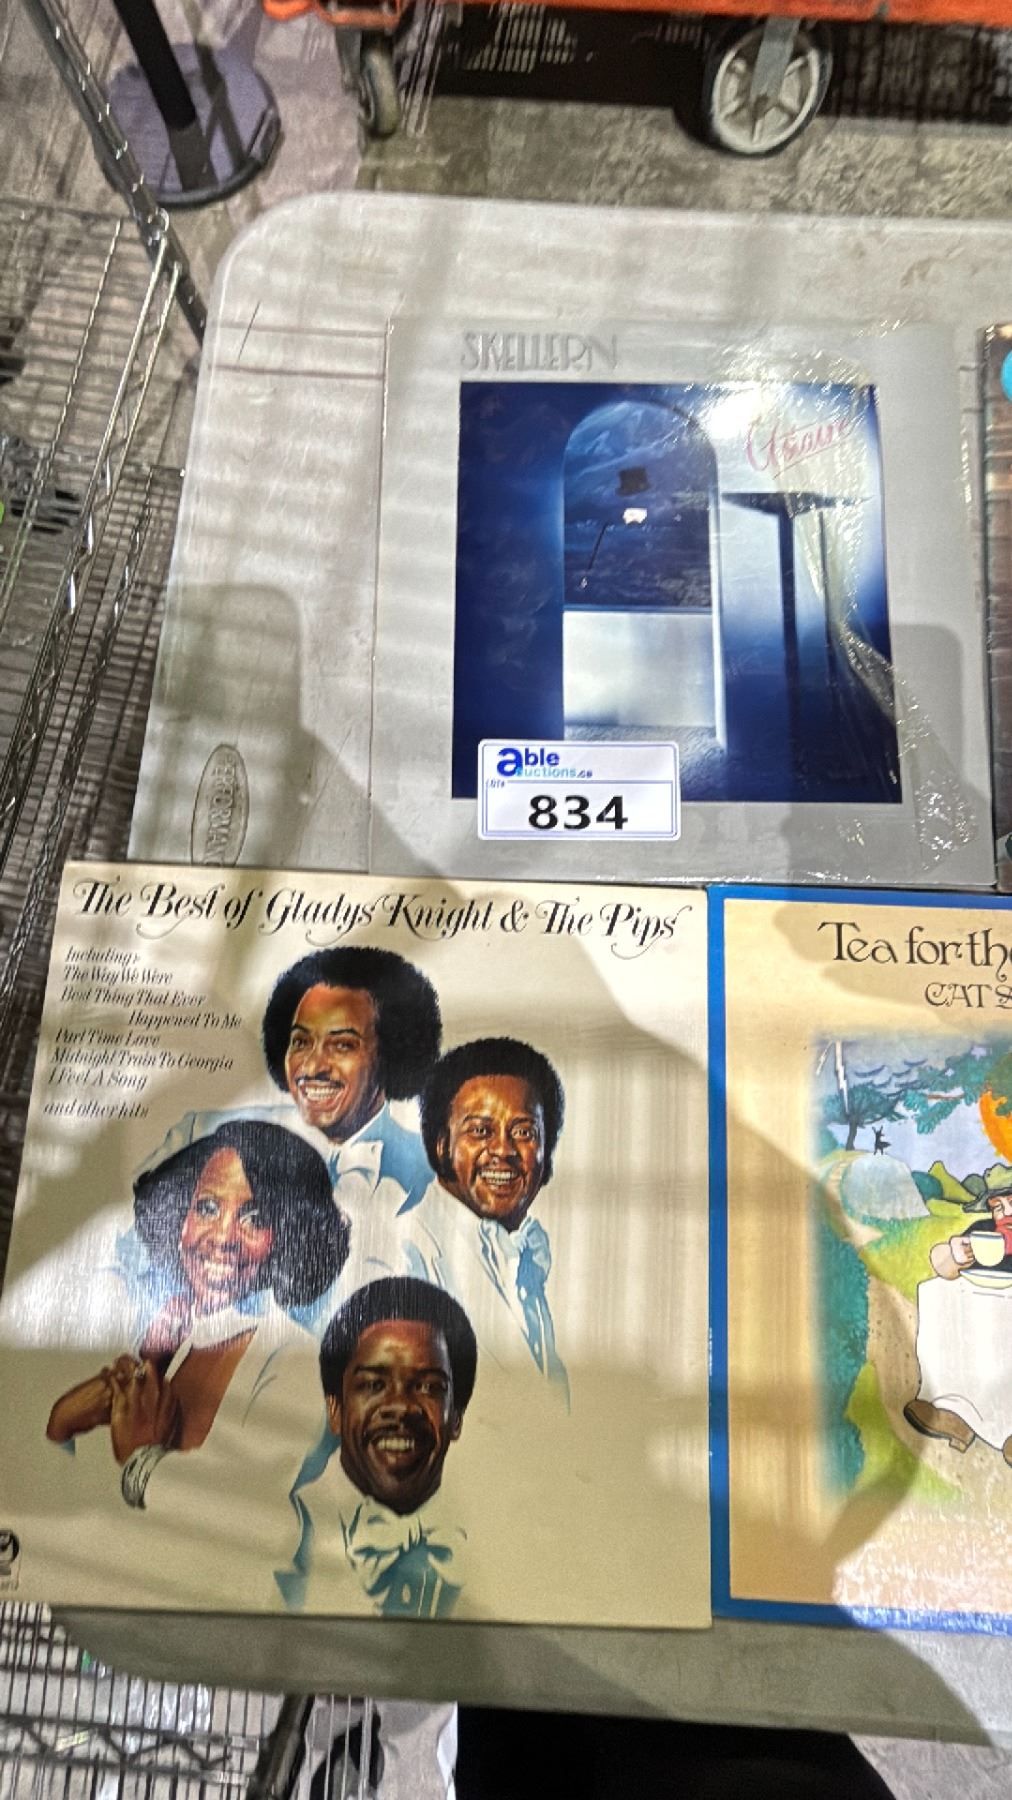 SKELLERN
Astaire
able
auctions.ca
834
The Best of Gladys Knight & The Pips
Including:
The Way We Were
Best Thing That Ever
Happened To Me
Part Time Love
Midnight Train To Georgia
I Feel A Song
and other hits
Tea for the
CAT S